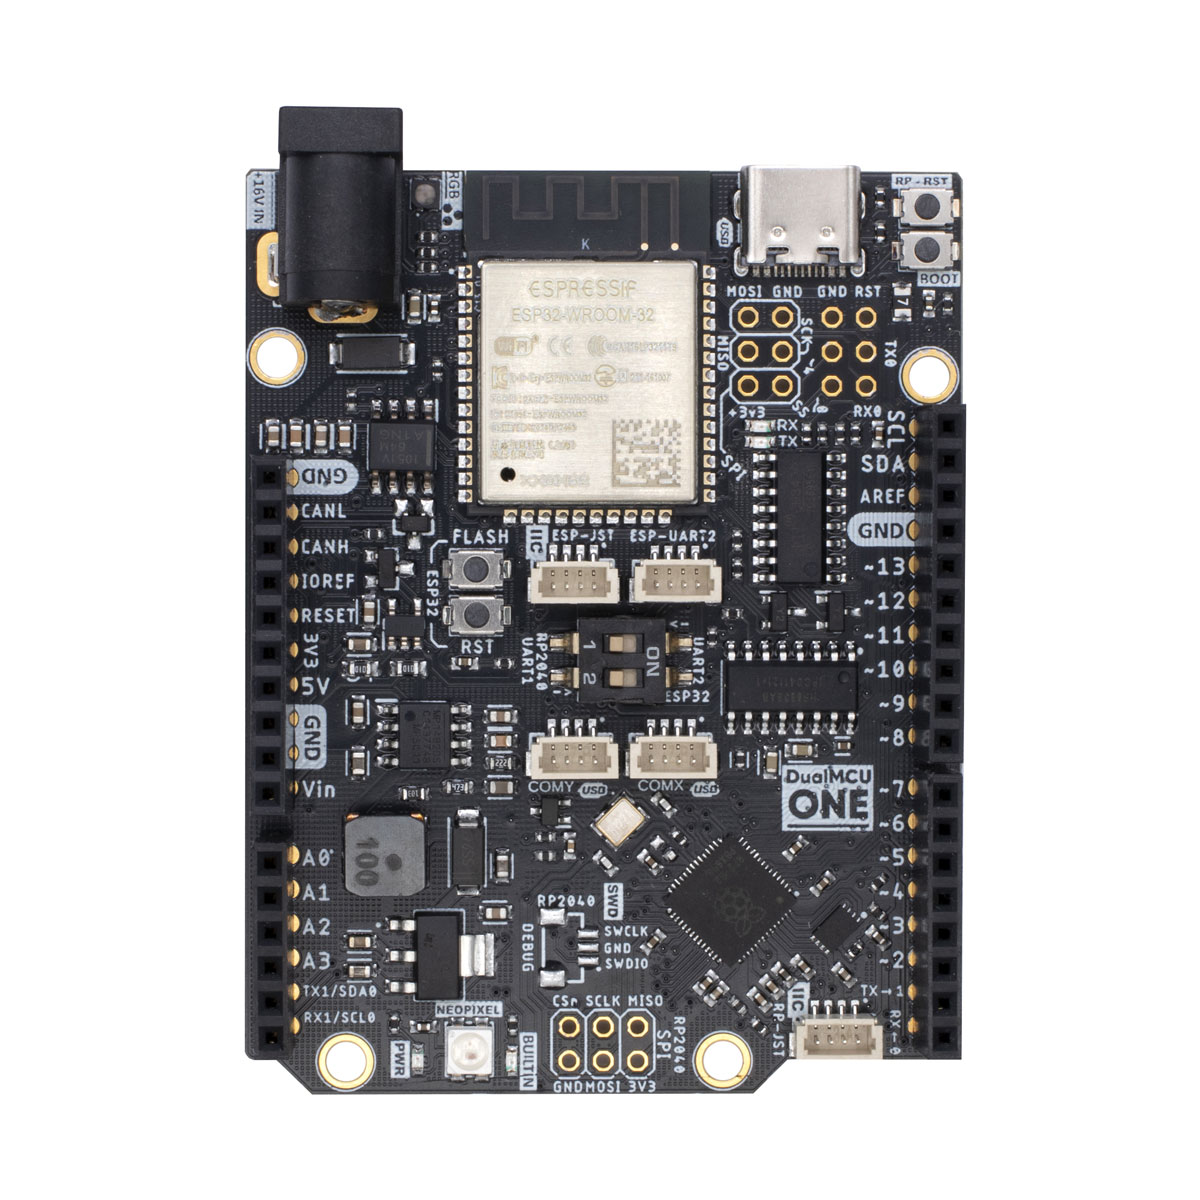 +16V IN
RGB
K
USB
RP-RST
BOOT
ESPRESSIF
ESP32-WROOM-32
WiFi
CE
MOSI GND GND RST
SCK
MISO
TX0
+3v3
RX0
RX
TX
SPI
SCL
SDA
AREF
GND
~13
~12
~11
~10
~9
~8
~7
~6
~5
~4
~3
~2
TX→1
RX←0
GND
CANL
CANH
IOREF
RESET
3V3
5V
GND
Vin
A0
A1
A2
A3
TX1/SDA0
RX1/SCL0
FLASH
ESP32
RST
IIC
ESP-JST
ESP-UART2
RP2040
UART1
1 2
ON
UART2
ESP32
COMY USB
COMX USB
DualMCU
ONE
100
RP2040
SWD
DEBUG
SWCLK
GND
SWDIO
CSn SCLK MISO
RP2040
SPI
GND MOSI 3V3
NEOPIXEL
PWR
BUILTIN
IIC
RP-JST